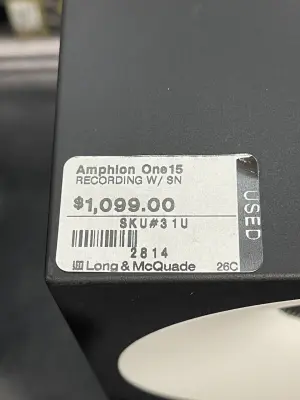 Amphion One15
RECORDING W/ SN
$1,099.00
SKU#31U
2814
Long & McQuade 26C
USED